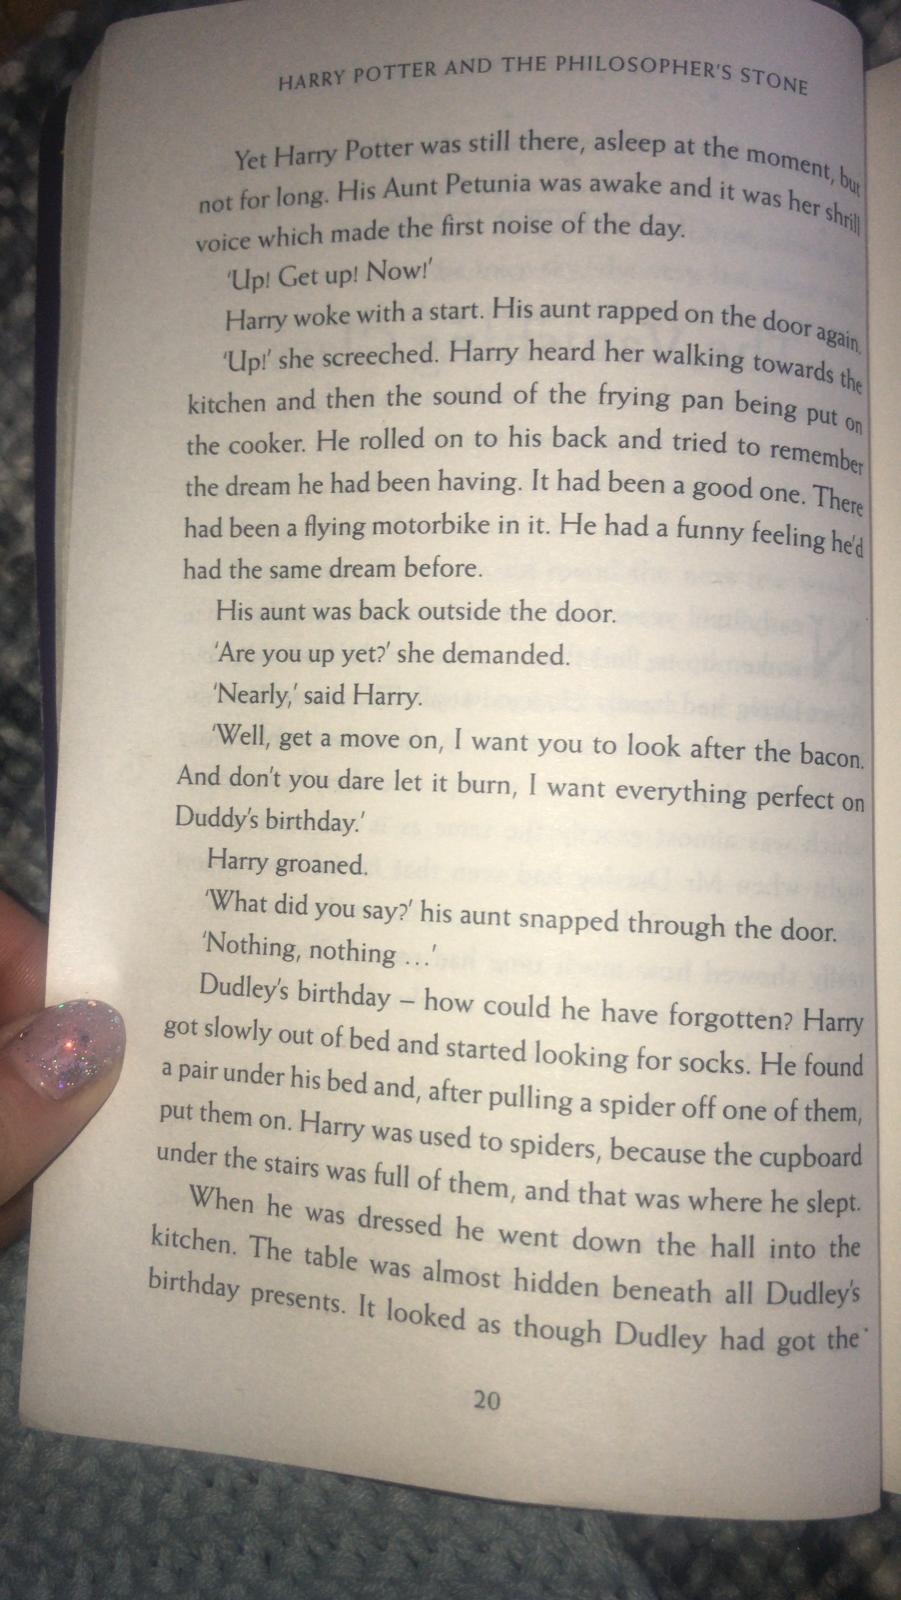 HARRY POTTER AND THE PHILOSOPHER'S STONE
Yet Harry Potter was still there, asleep at the moment, but
not for long. His Aunt Petunia was awake and it was her shrill
voice which made the first noise of the day.
'Up! Get up! Now!'
Harry woke with a start. His aunt rapped on the door again.
'Up!' she screeched. Harry heard her walking towards the
kitchen and then the sound of the frying pan being put on
the cooker. He rolled on to his back and tried to remember
the dream he had been having. It had been a good one. There
had been a flying motorbike in it. He had a funny feeling he'd
had the same dream before.
His aunt was back outside the door.
'Are you up yet?' she demanded.
'Nearly,' said Harry.
'Well, get a move on, I want you to look after the bacon.
And don't you dare let it burn, I want everything perfect on
Duddy's birthday.'
Harry groaned.
'What did you say?' his aunt snapped through the door.
'Nothing, nothing …'
Dudley's birthday – how could he have forgotten? Harry
got slowly out of bed and started looking for socks. He found
a pair under his bed and, after pulling a spider off one of them,
put them on. Harry was used to spiders, because the cupboard
under the stairs was full of them, and that was where he slept.
When he was dressed he went down the hall into the
kitchen. The table was almost hidden beneath all Dudley's
birthday presents. It looked as though Dudley had got the
20